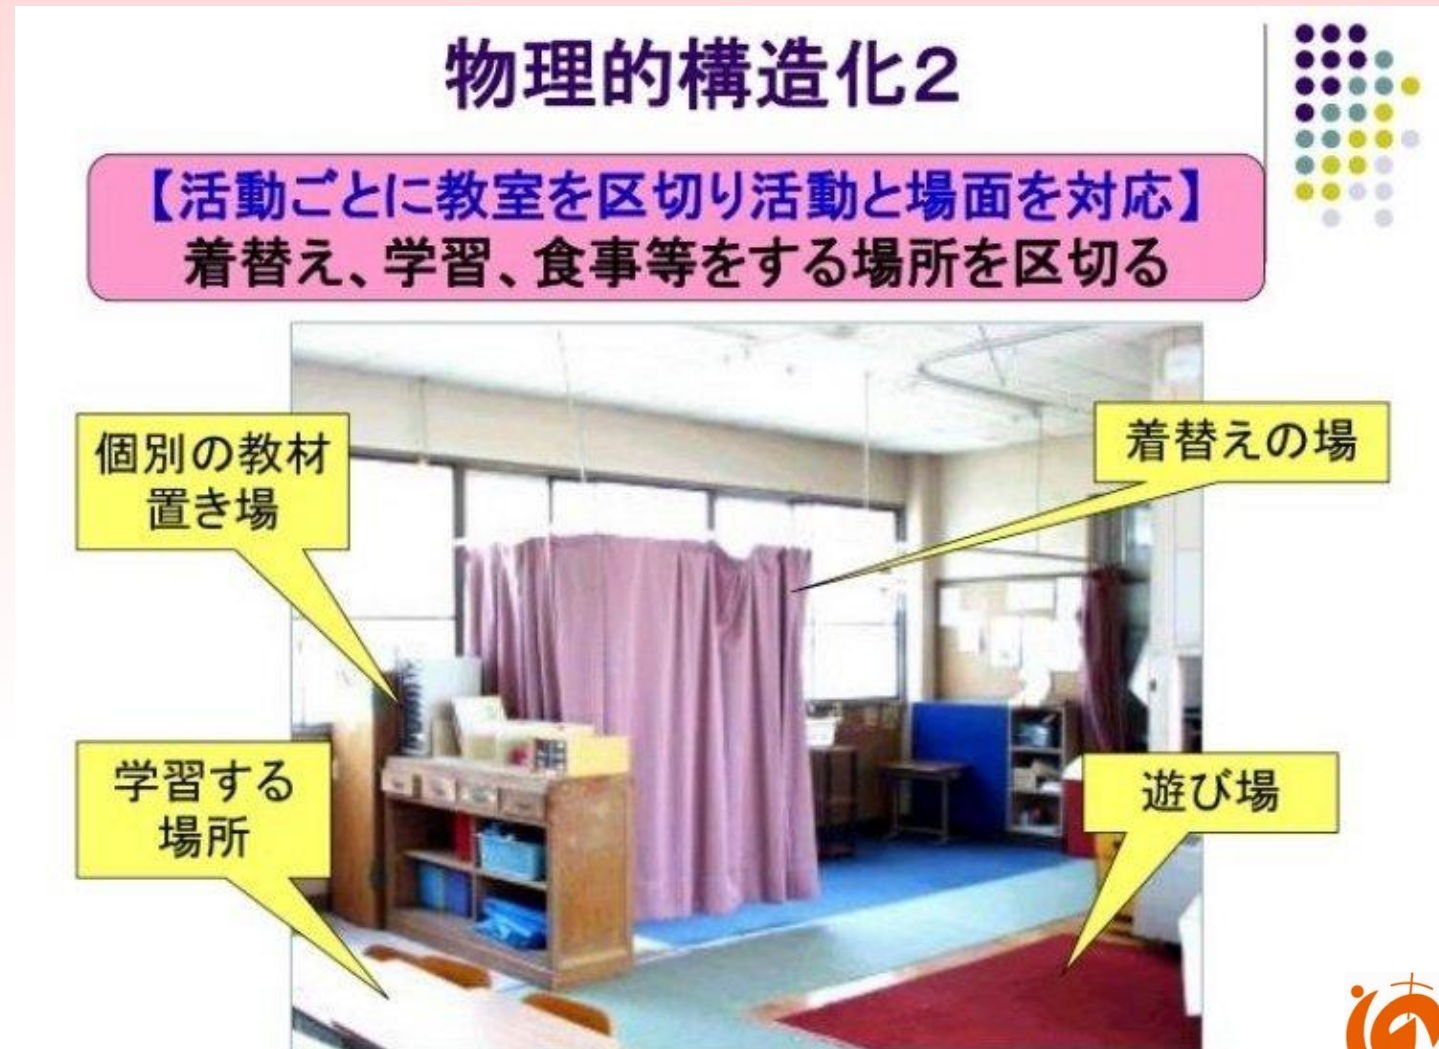 物理的構造化2
【活動ごとに教室を区切り活動と場面を対応】
着替え、学習、食事等をする場所を区切る
個別の教材
置き場
着替えの場
学習する
場所
遊び場